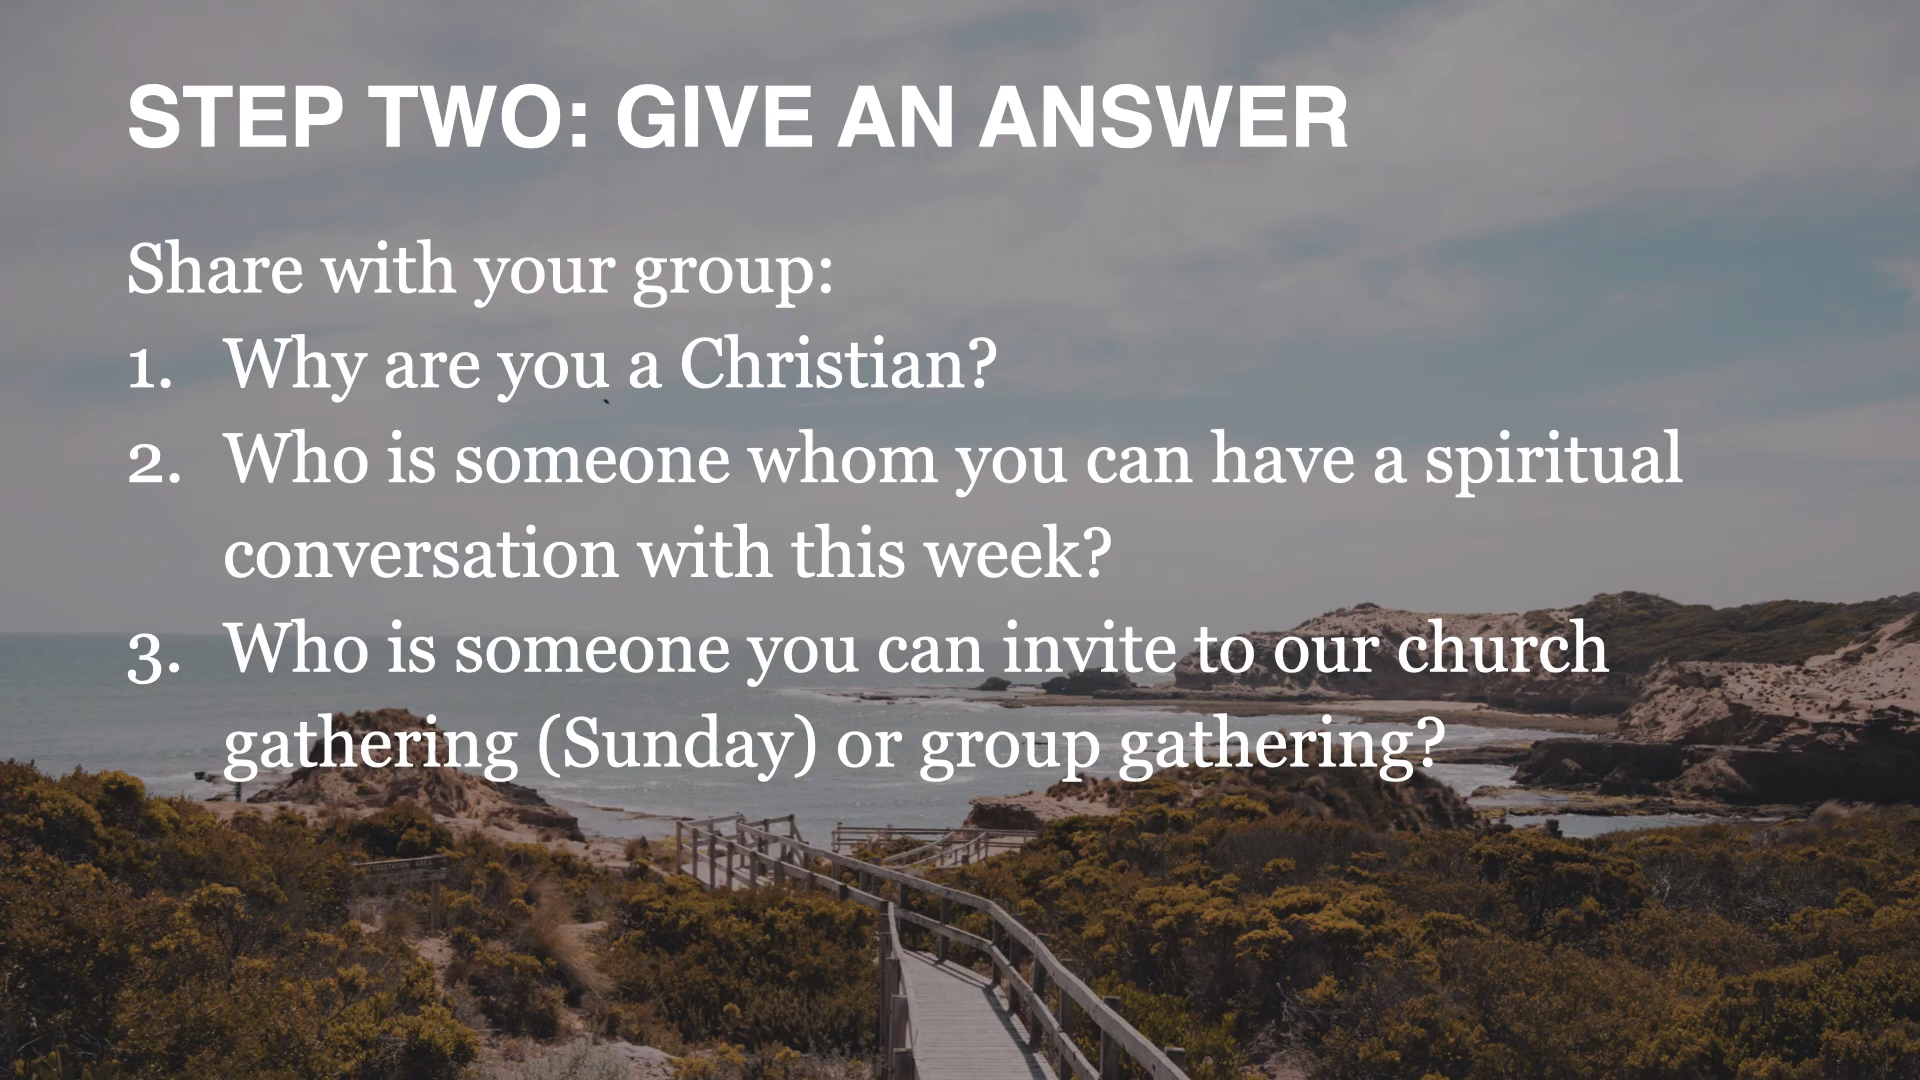 STEP TWO: GIVE AN ANSWER
Share with your group:
1. Why are you a Christian?
2. Who is someone whom you can have a spiritual
conversation with this week?
3. Who is someone you can invite to our church
gathering (Sunday) or group gathering?